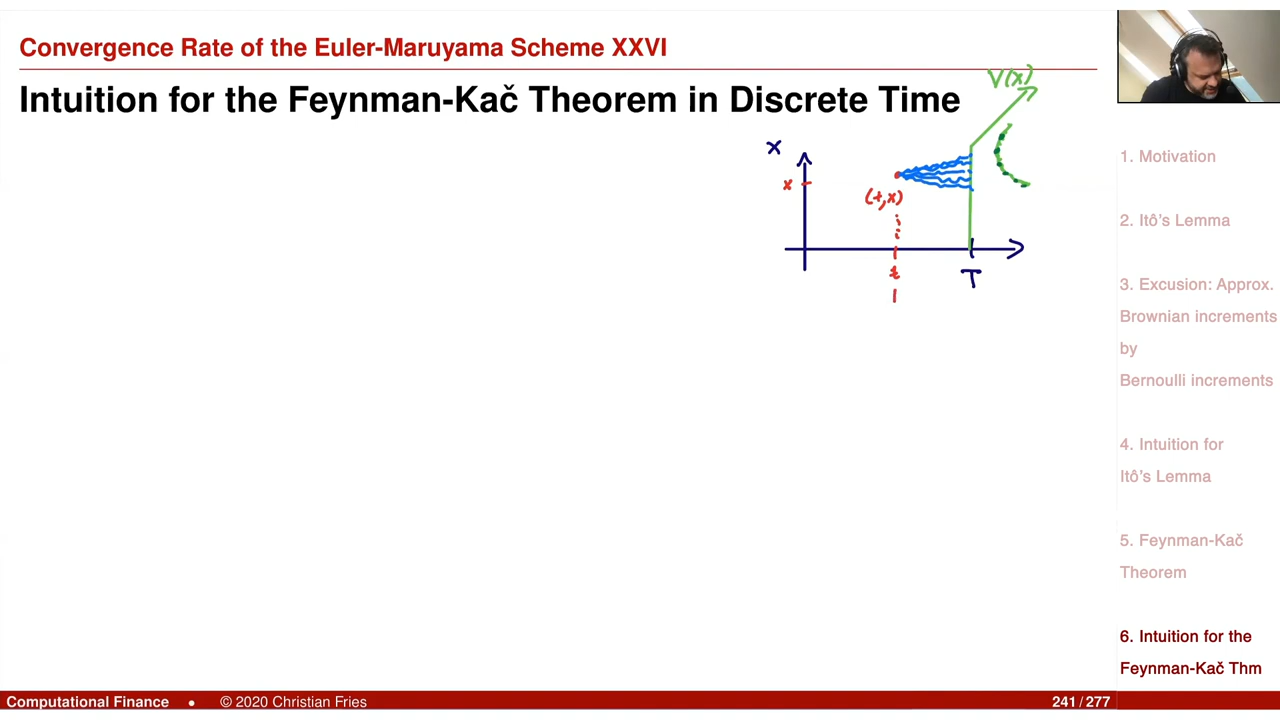 Convergence Rate of the Euler-Maruyama Scheme XXVI
Intuition for the Feynman-Kač Theorem in Discrete Time
V(x)
x
x
(t,x)
t
T
1. Motivation
2. Itô's Lemma
3. Excusion: Approx.
Brownian increments
by
Bernoulli increments
4. Intuition for
Itô's Lemma
5. Feynman-Kač
Theorem
6. Intuition for the
Feynman-Kač Thm
Computational Finance • © 2020 Christian Fries 241 / 277